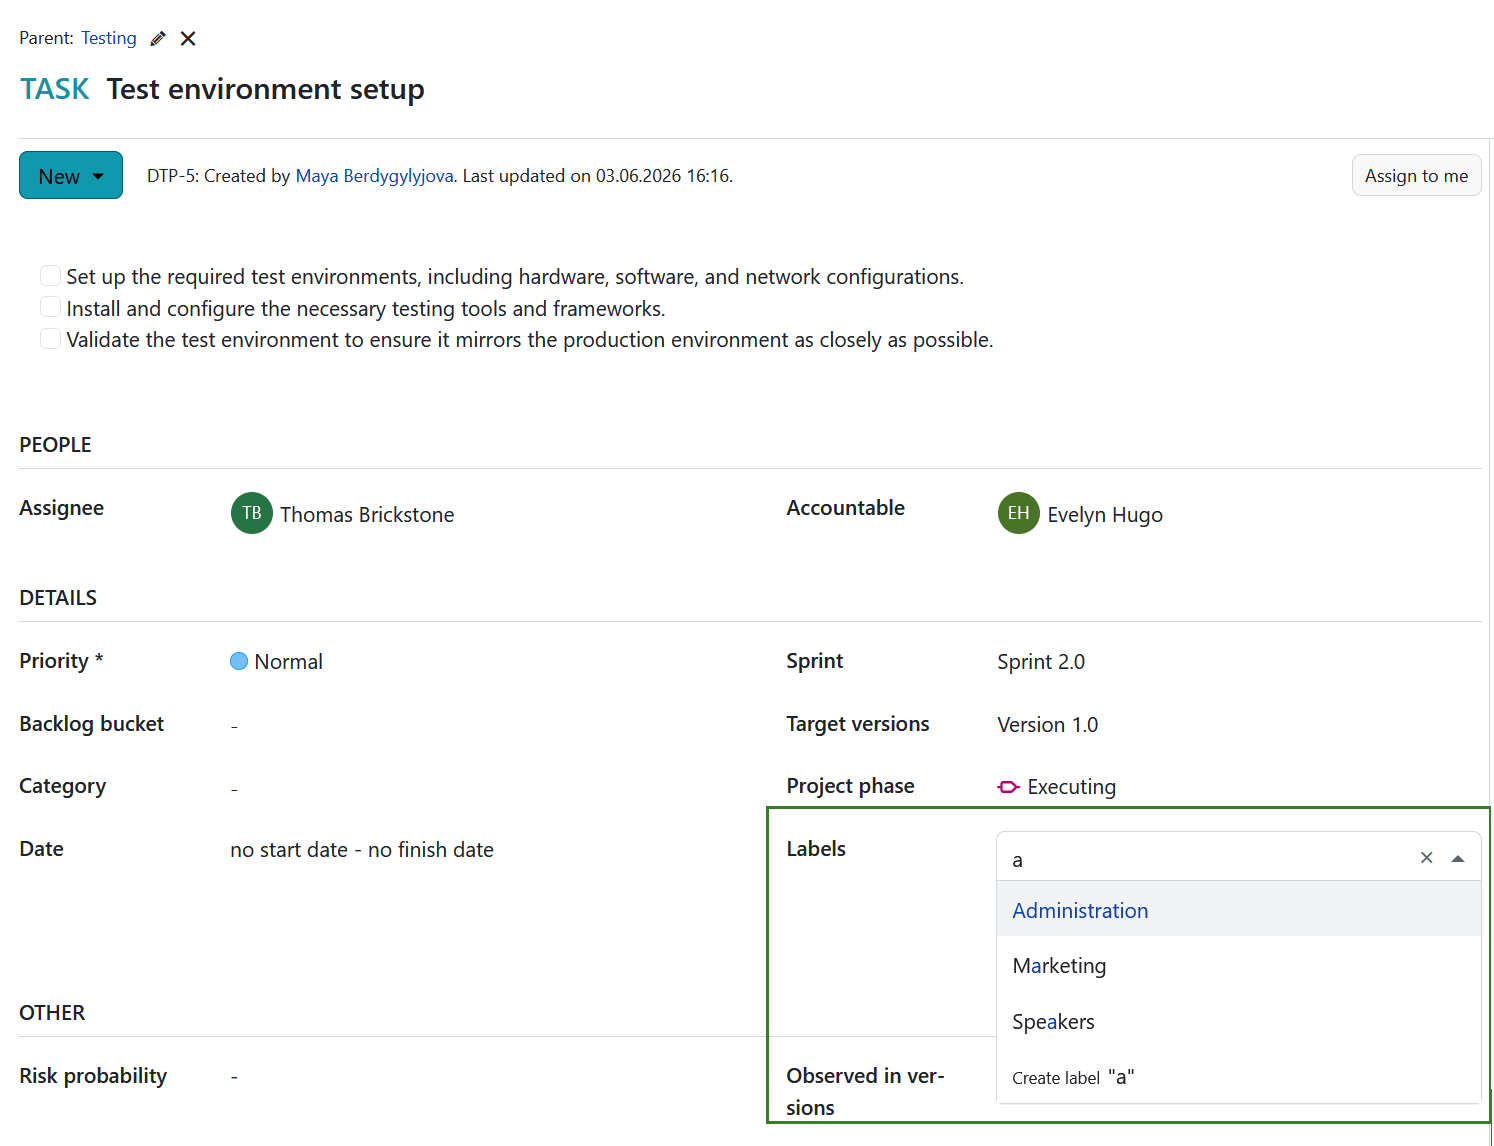 Parent: Testing
TASK Test environment setup
New
DTP-5: Created by Maya Berdygylyjova. Last updated on 03.06.2026 16:16.
Assign to me
Set up the required test environments, including hardware, software, and network configurations.
Install and configure the necessary testing tools and frameworks.
Validate the test environment to ensure it mirrors the production environment as closely as possible.
PEOPLE
Assignee
TB Thomas Brickstone
Accountable
EH Evelyn Hugo
DETAILS
Priority *
Normal
Sprint
Sprint 2.0
Backlog bucket
-
Target versions
Version 1.0
Category
-
Project phase
Executing
Date
no start date - no finish date
Labels
a
Administration
Marketing
Speakers
Create label "a"
OTHER
Risk probability
-
Observed in ver-
sions